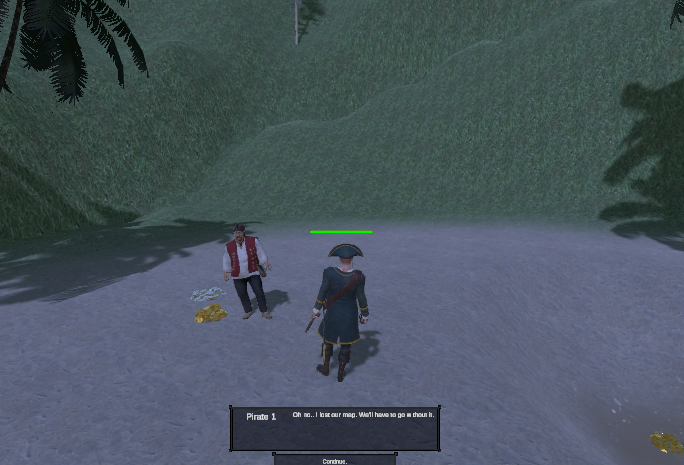 Pirate 1
Oh no.. I lost our map. We'll have to go without it.
Continue.